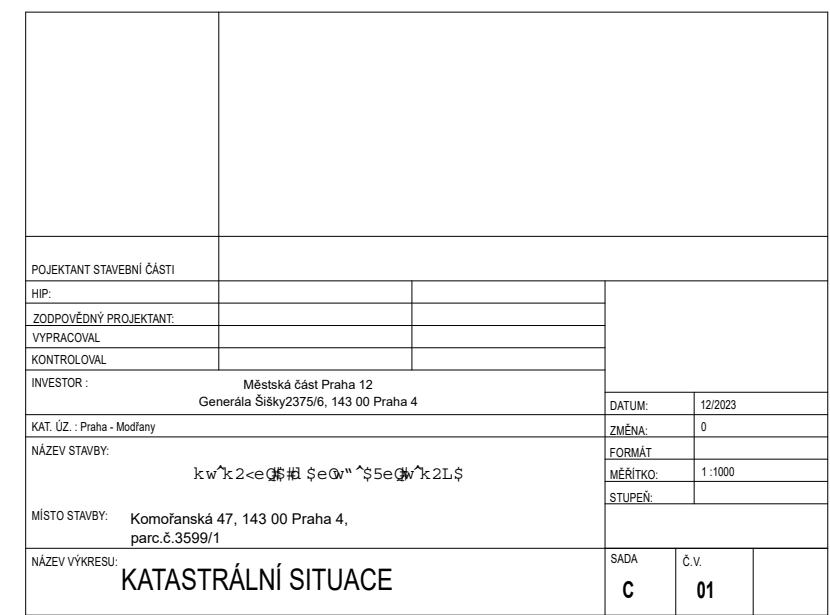 POJEKTANT STAVEBNÍ ČÁSTI
HIP:
ZODPOVĚDNÝ PROJEKTANT:
VYPRACOVAL
KONTROLOVAL
INVESTOR :
Městská část Praha 12
Generála Šišky2375/6, 143 00 Praha 4
KAT. ÚZ. : Praha - Modřany
NÁZEV STAVBY:
MÍSTO STAVBY:
Komořanská 47, 143 00 Praha 4,
parc.č.3599/1
NÁZEV VÝKRESU:
KATASTRÁLNÍ SITUACE
DATUM: 12/2023
ZMĚNA: 0
FORMÁT
MĚŘÍTKO: 1 :1000
STUPEŇ:
SADA Č.V.
C 01